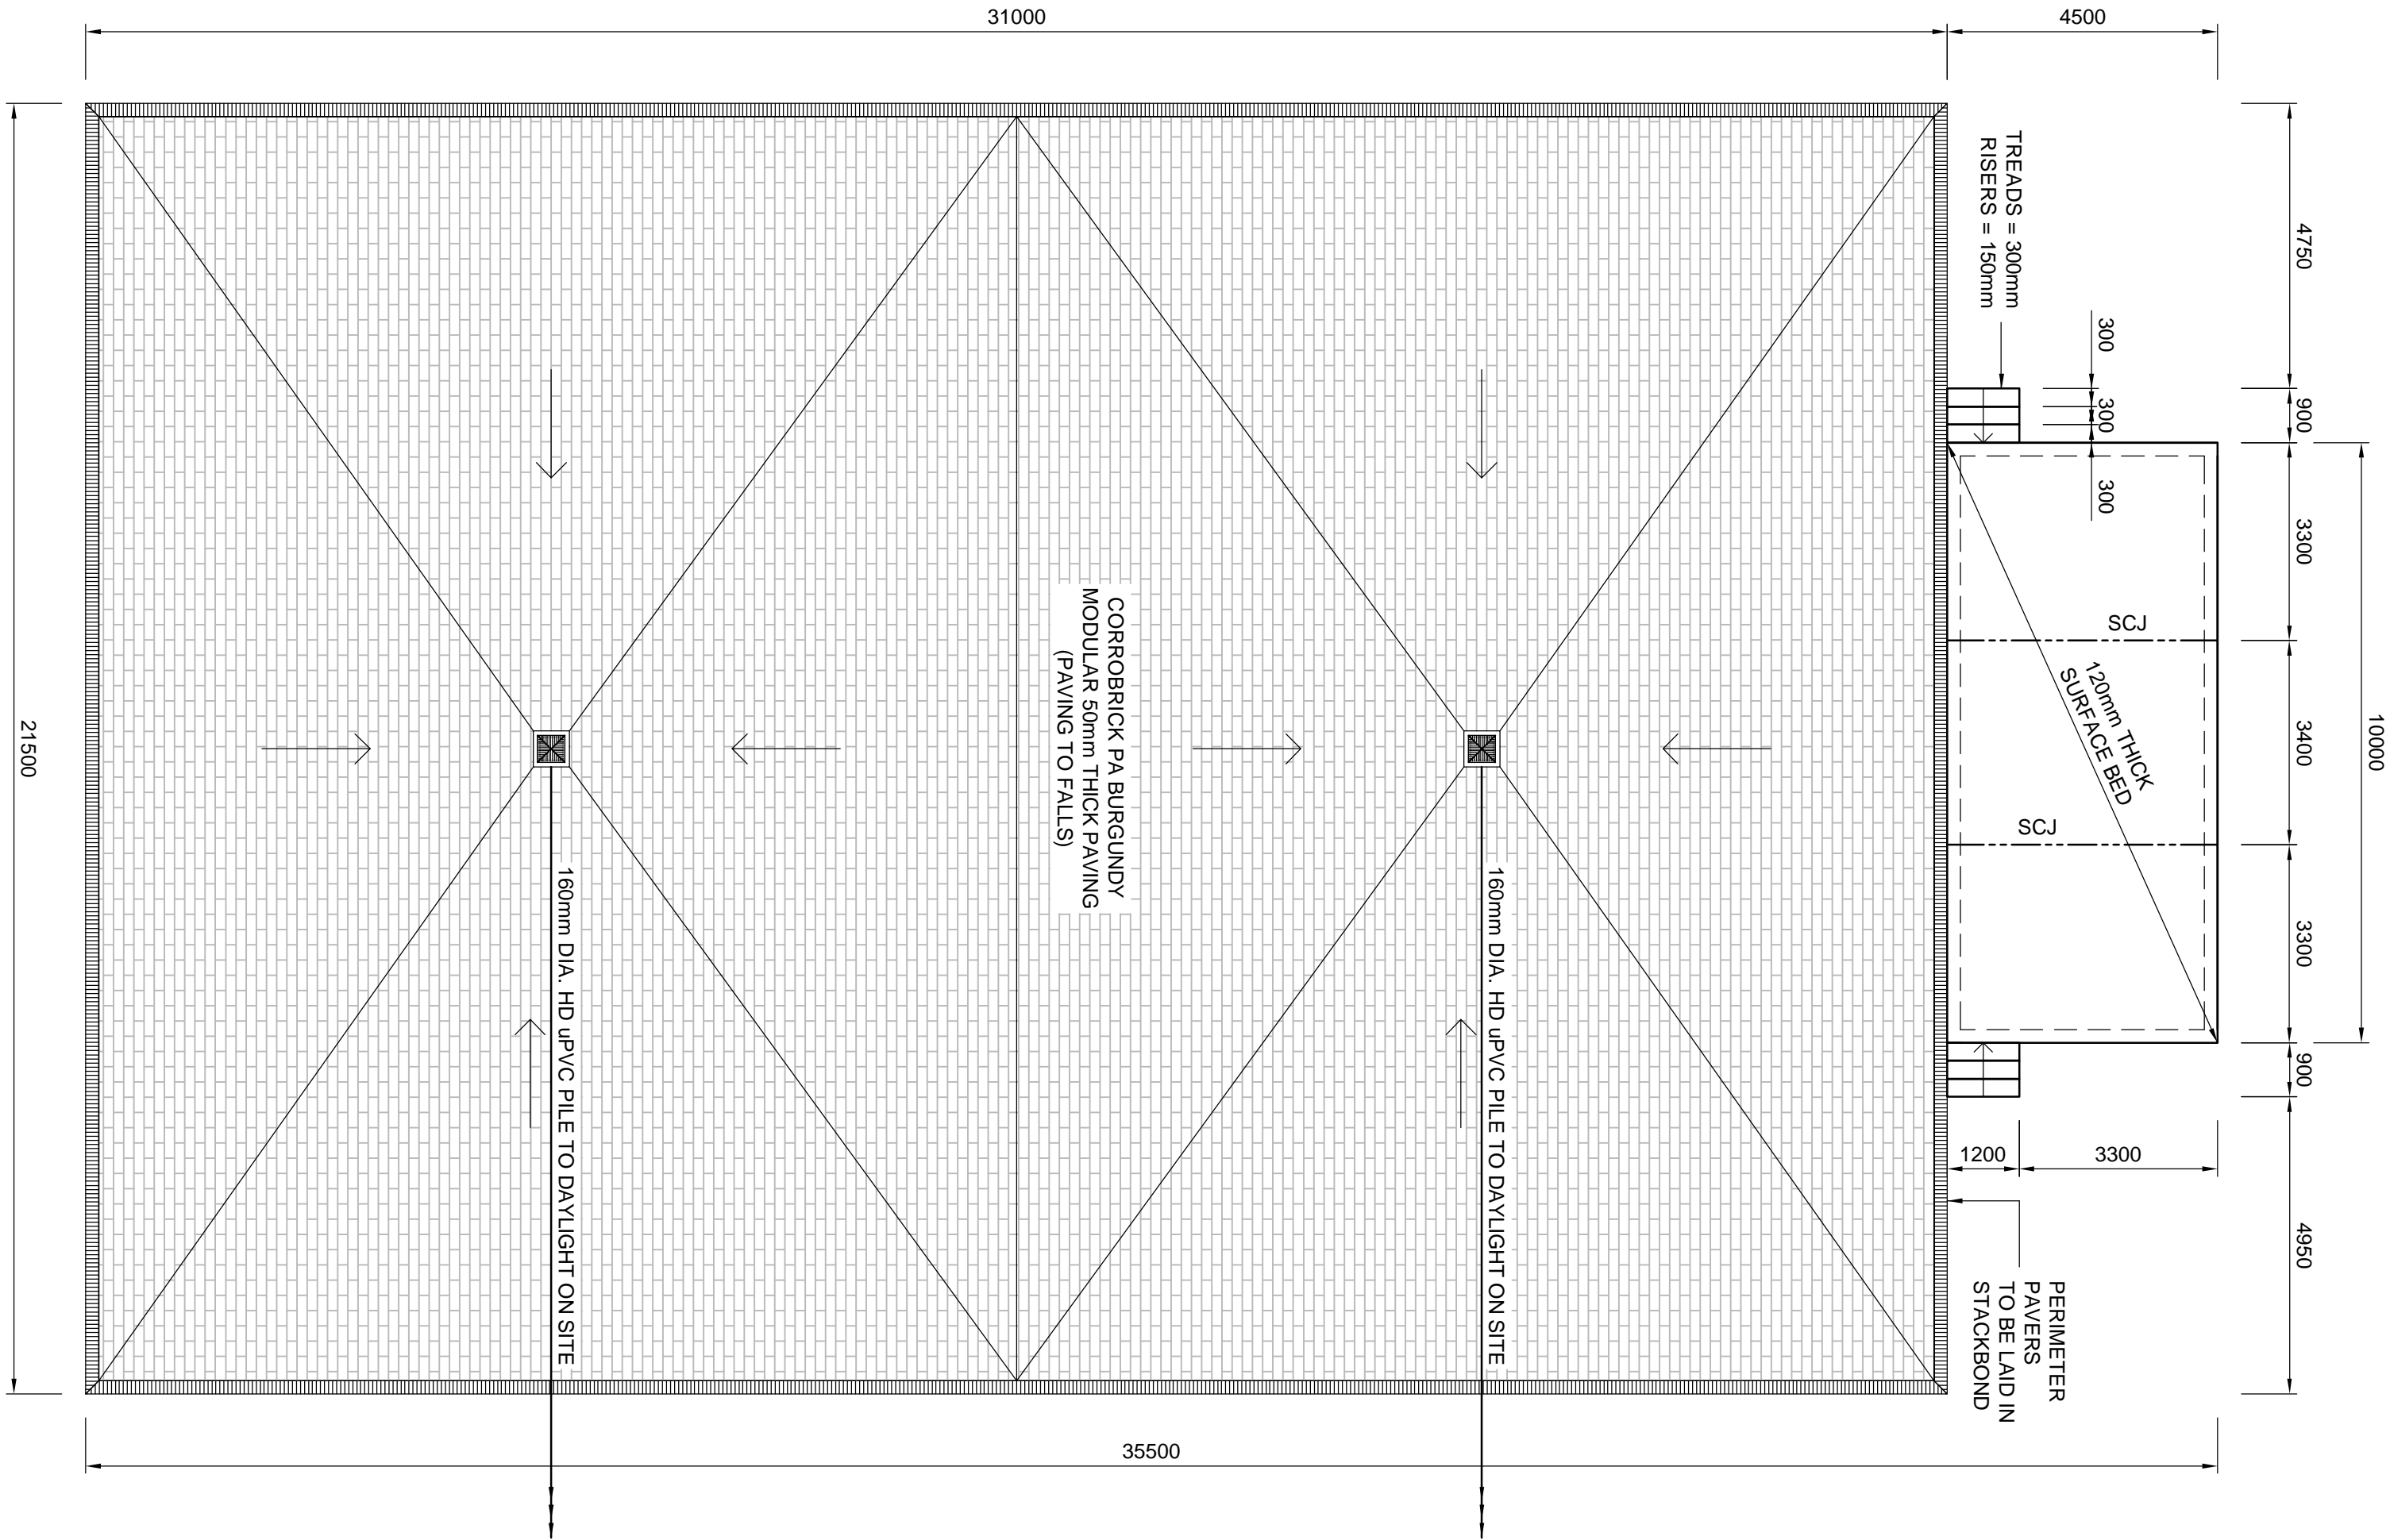 31000
4500
4750
900
3300
3400
3300
900
4950
10000
TREADS = 300mm
RISERS = 150mm
300
300
300
SCJ
120mm THICK
SURFACE BED
SCJ
1200
3300
PERIMETER
PAVERS
TO BE LAID IN
STACKBOND
CORROBRICK PA BURGUNDY
MODULAR 50mm THICK PAVING
(PAVING TO FALLS)
160mm DIA. HD uPVC PILE TO DAYLIGHT ON SITE
160mm DIA. HD uPVC PILE TO DAYLIGHT ON SITE
21500
35500